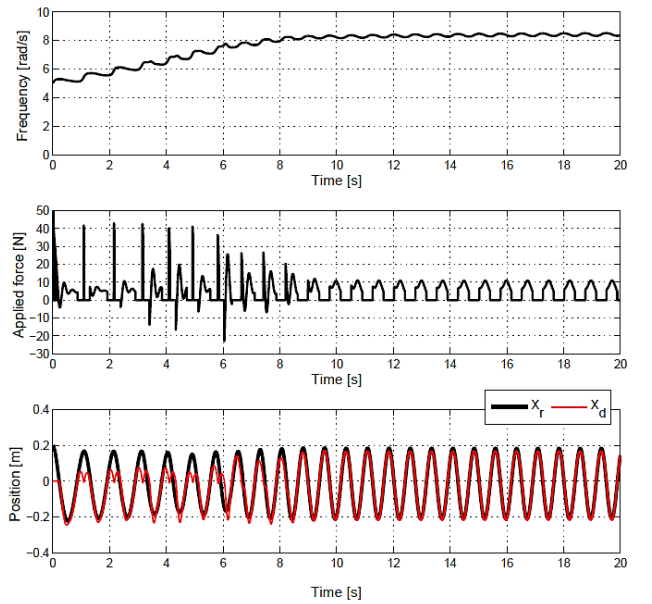 Frequency [rad/s]
10
8
6
4
2
0
0 2 4 6 8 10 12 14 16 18 20
Time [s]
Applied force [N]
50
40
30
20
10
0
−10
−20
−30
0 2 4 6 8 10 12 14 16 18 20
Time [s]
x_r x_d
Position [m]
0.4
0.2
0
−0.2
−0.4
0 2 4 6 8 10 12 14 16 18 20
Time [s]